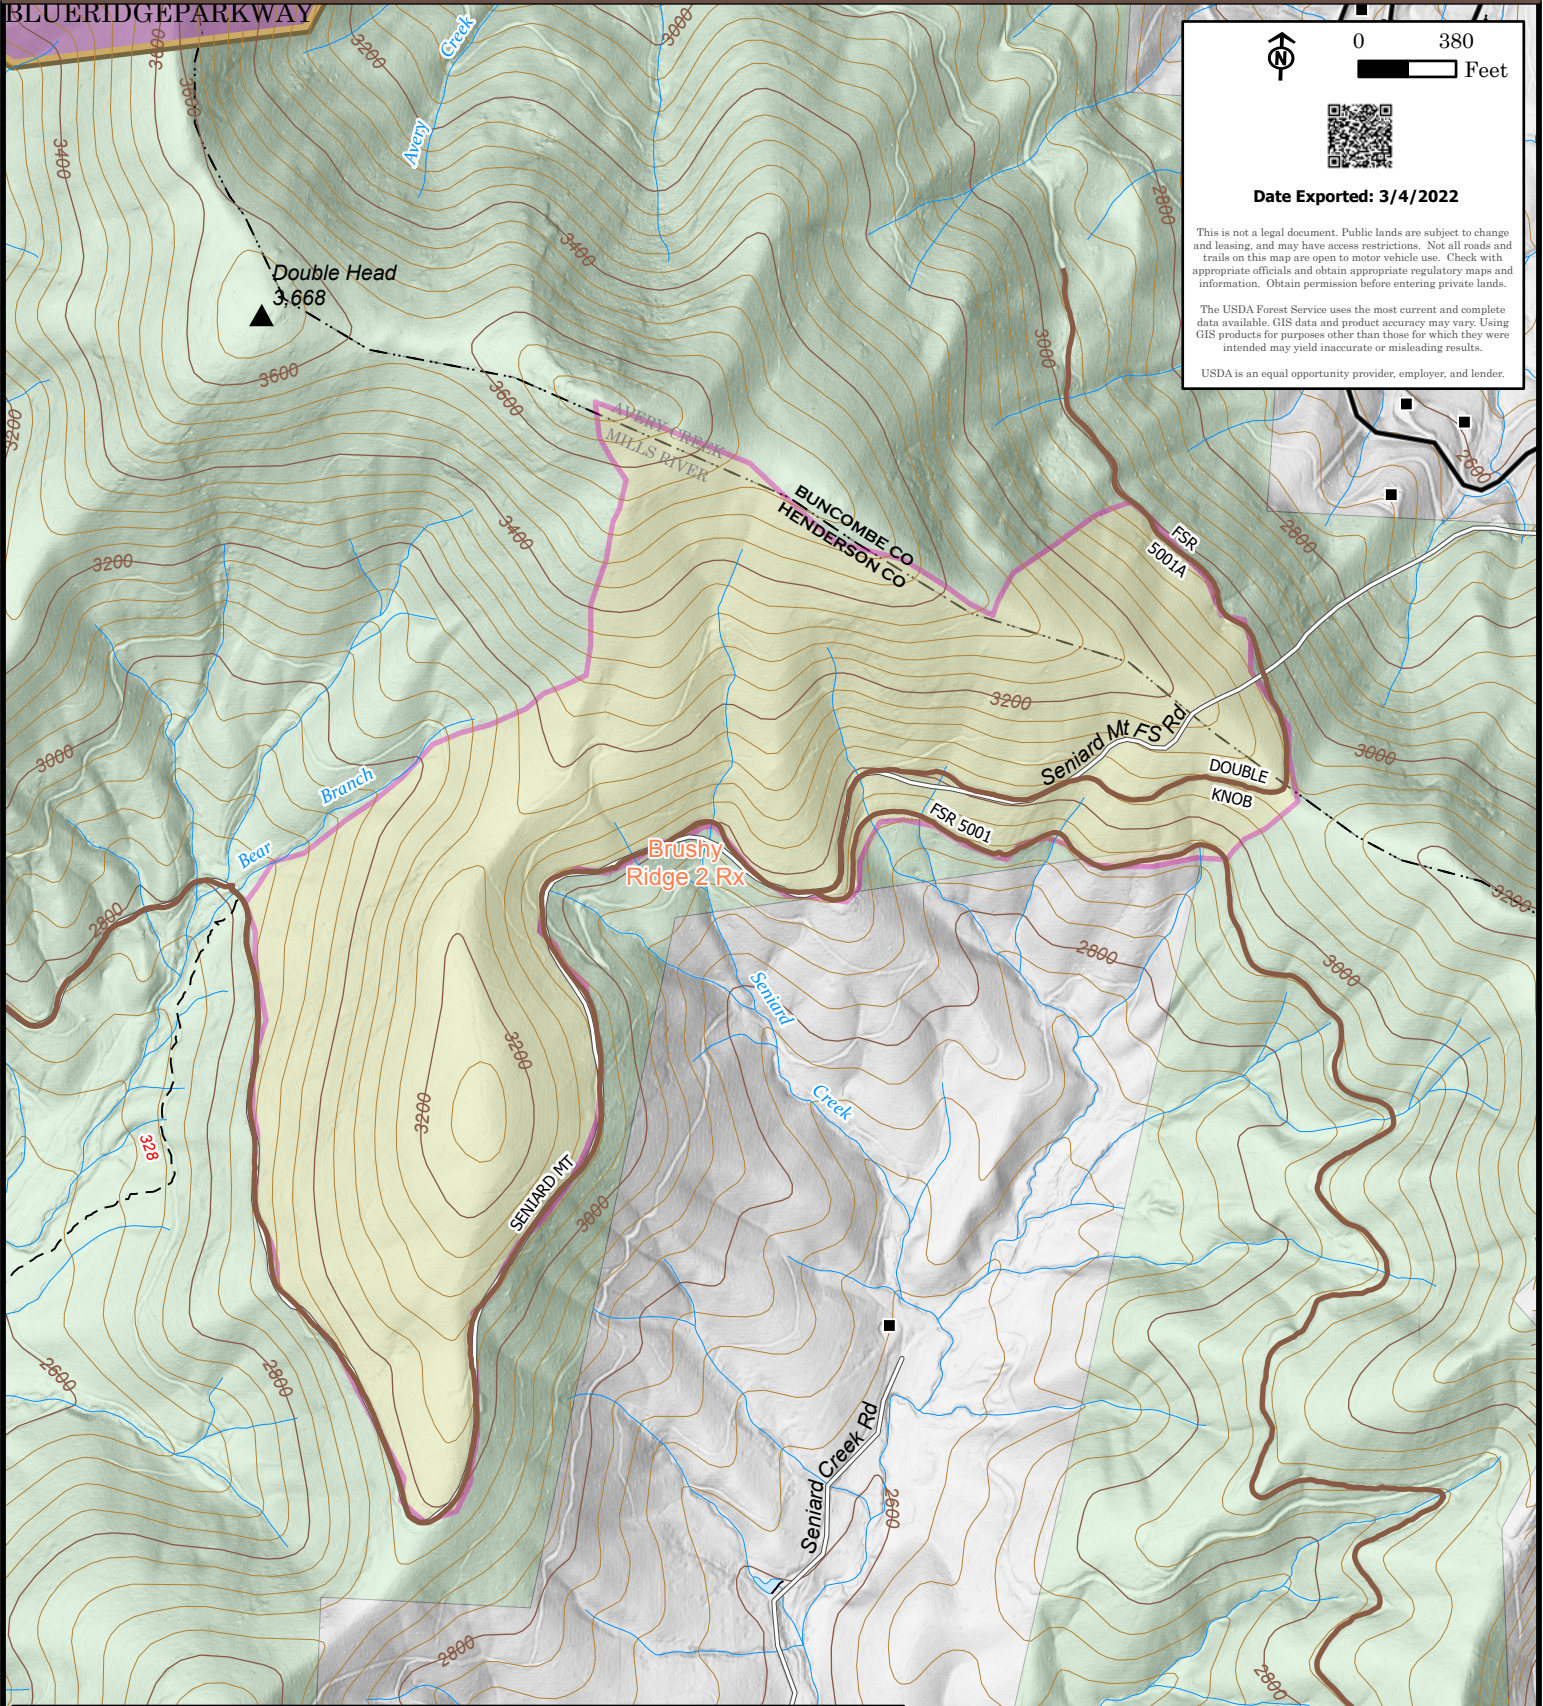 BLUERIDGEPARKWAY
Creek
Avery
3000
3200
3600
3600
3400
0 380
Feet
N
Date Exported: 3/4/2022
This is not a legal document. Public lands are subject to change
and leasing, and may have access restrictions. Not all roads and
trails on this map are open to motor vehicle use. Check with
appropriate officials and obtain appropriate regulatory maps and
information. Obtain permission before entering private lands.
The USDA Forest Service uses the most current and complete
data available. GIS data and product accuracy may vary. Using
GIS products for purposes other than those for which they were
intended may yield inaccurate or misleading results.
USDA is an equal opportunity provider, employer, and lender.
2800
3400
Double Head
3,668
3000
3600
3600
3200
AVERY CREEK
MILLS RIVER
2600
BUNCOMBE CO
HENDERSON CO
3400
3200
FSR
5001A
2800
3200
3000
Seniard Mt FS Rd
3000
DOUBLE
KNOB
Branch
Bear
FSR 5001
Brushy
Ridge 2 Rx
3200
2800
2800
3000
Seniard
Creek
3200
3200
328
SENIARD MT
3000
2600
2800
Seniard Creek Rd
2600
2800
2800